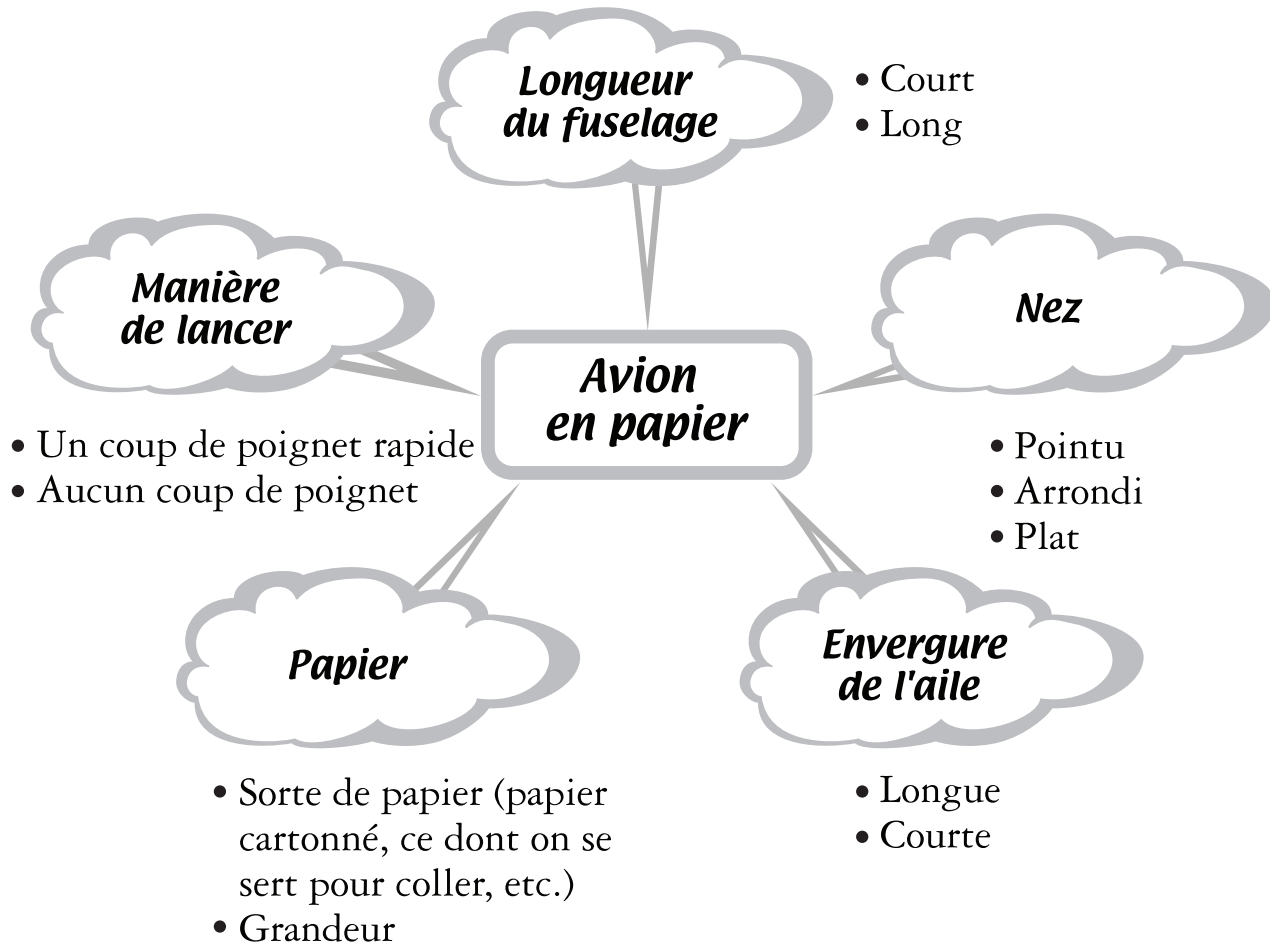 Longueur
du fuselage
• Court
• Long
Manière
de lancer
• Un coup de poignet rapide
• Aucun coup de poignet
Avion
en papier
Nez
• Pointu
• Arrondi
• Plat
Papier
• Sorte de papier (papier
cartonné, ce dont on se
sert pour coller, etc.)
• Grandeur
Envergure
de l'aile
• Longue
• Courte